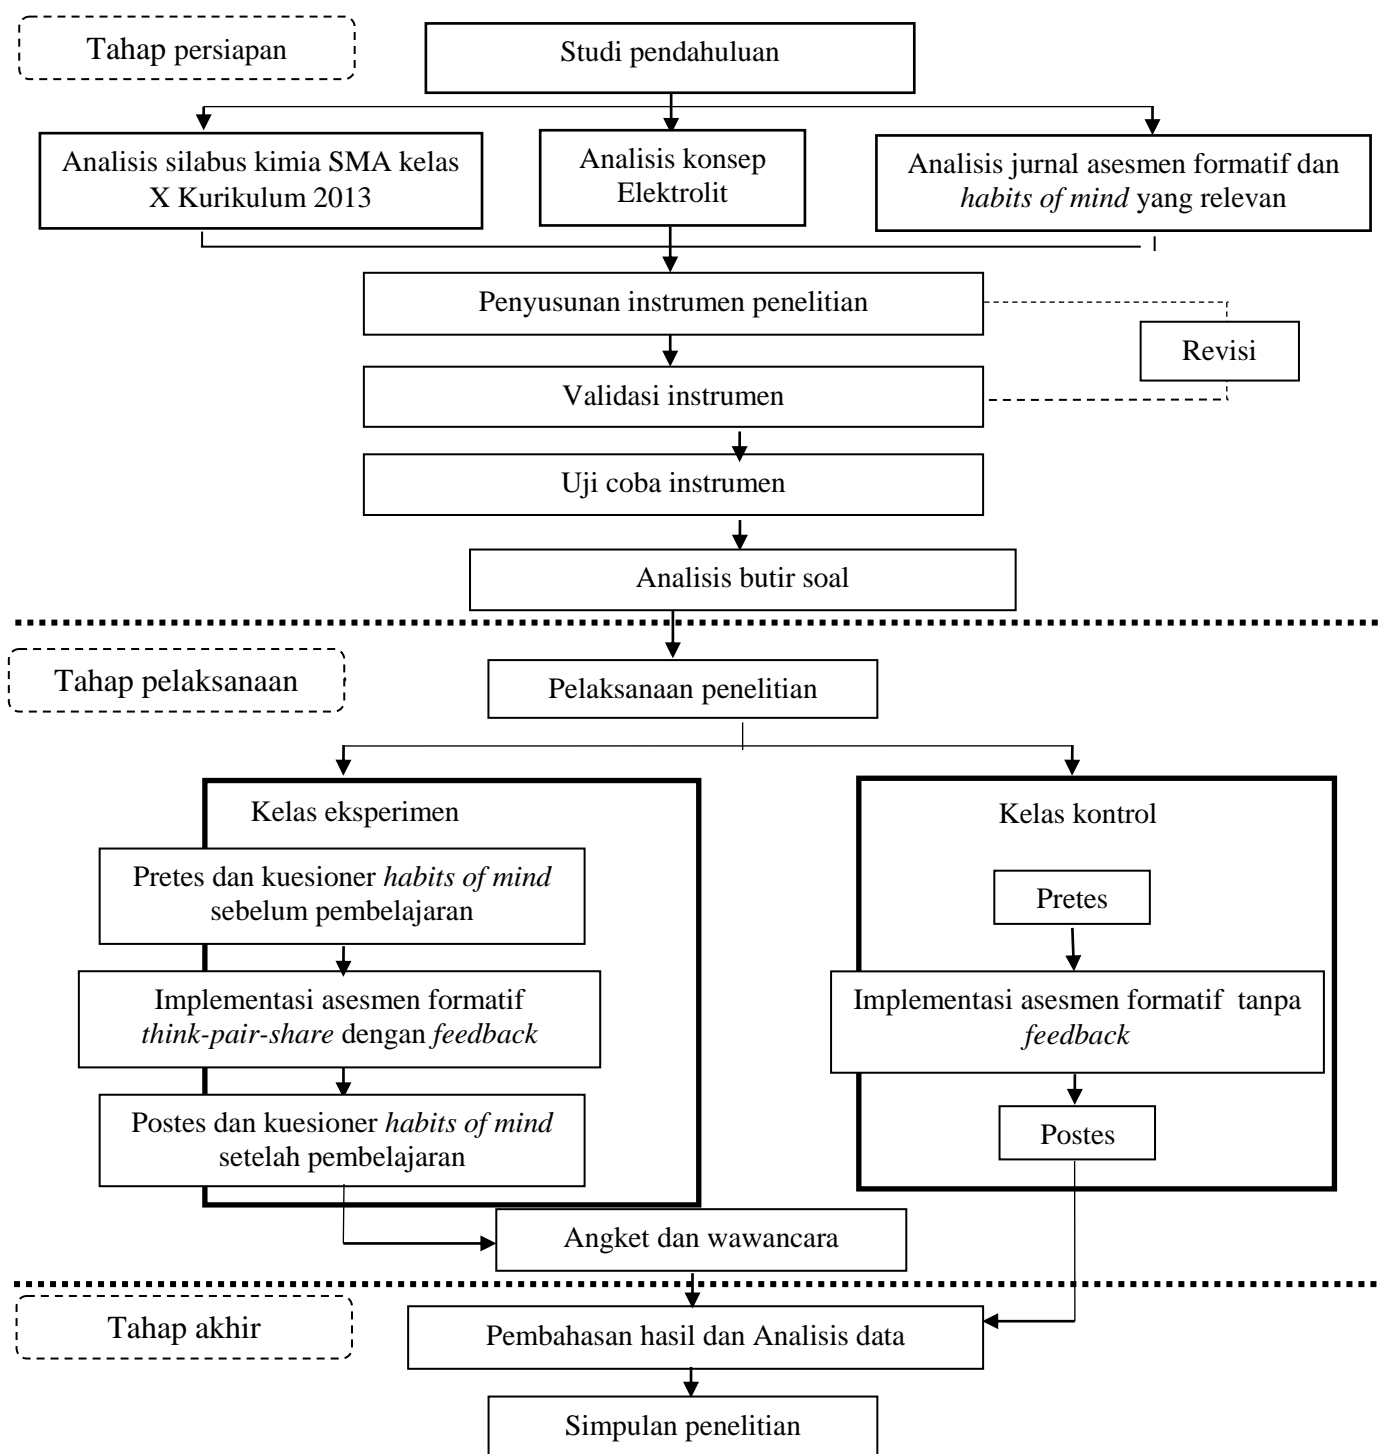 Tahap persiapan
Studi pendahuluan
Analisis silabus kimia SMA kelas
X Kurikulum 2013
Analisis konsep
Elektrolit
Analisis jurnal asesmen formatif dan
habits of mind yang relevan
Penyusunan instrumen penelitian
Revisi
Validasi instrumen
Uji coba instrumen
Analisis butir soal
Tahap pelaksanaan
Pelaksanaan penelitian
Kelas eksperimen
Pretes dan kuesioner habits of mind
sebelum pembelajaran
Implementasi asesmen formatif
think-pair-share dengan feedback
Postes dan kuesioner habits of mind
setelah pembelajaran
Kelas kontrol
Pretes
Implementasi asesmen formatif  tanpa
feedback
Postes
Angket dan wawancara
Tahap akhir
Pembahasan hasil dan Analisis data
Simpulan penelitian